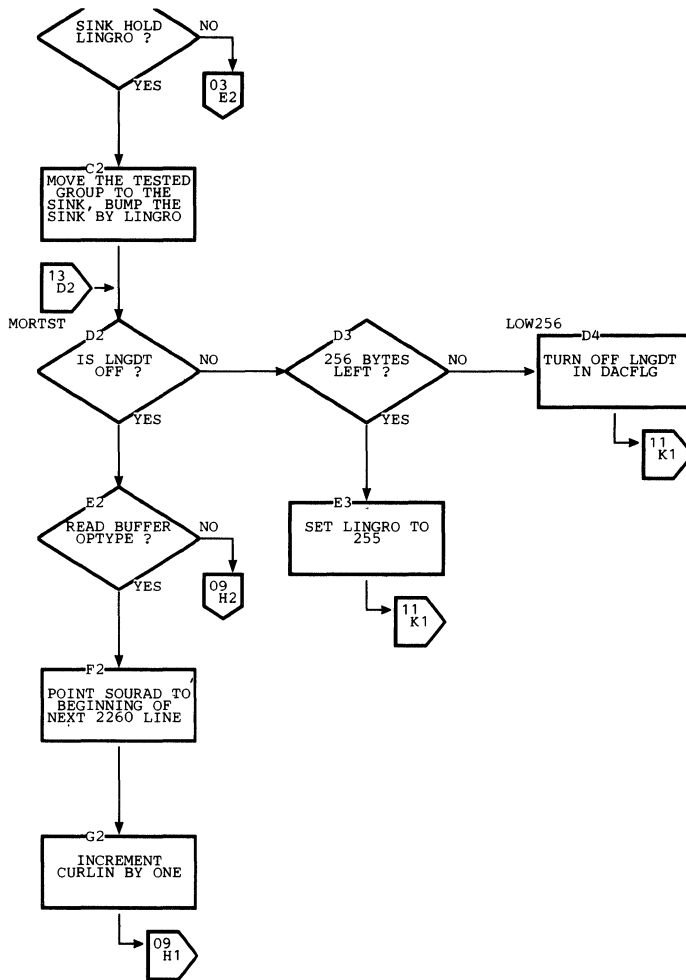 SINK HOLD
LINGRO ?
NO
YES
03
E2
C2
MOVE THE TESTED
GROUP TO THE
SINK, BUMP THE
SINK BY LINGRO
13
D2
MORTST
D2
IS LNGDT
OFF ?
NO
YES
D3
256 BYTES
LEFT ?
NO
YES
LOW256
D4
TURN OFF LNGDT
IN DACFLG
11
K1
E2
READ BUFFER
OPTYPE ?
NO
YES
09
H2
E3
SET LINGRO TO
255
11
K1
F2
POINT SOURAD TO
BEGINNING OF
NEXT 2260 LINE
G2
INCREMENT
CURLIN BY ONE
09
H1